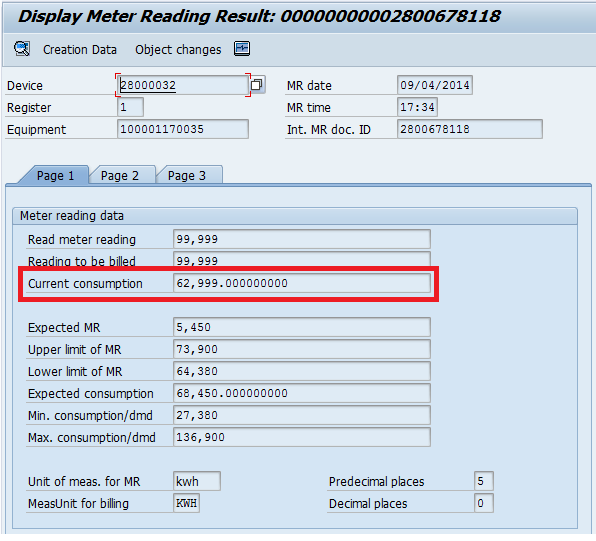 Display Meter Reading Result: 00000000002800678118
Creation Data Object changes
Device 28000032 MR date 09/04/2014
Register 1 MR time 17:34
Equipment 100001170035 Int. MR doc. ID 2800678118
Page 1 Page 2 Page 3
Meter reading data
Read meter reading 99,999
Reading to be billed 99,999
Current consumption 62,999.000000000
Expected MR 5,450
Upper limit of MR 73,900
Lower limit of MR 64,380
Expected consumption 68,450.000000000
Min. consumption/dmd 27,380
Max. consumption/dmd 136,900
Unit of meas. for MR kwh Predecimal places 5
MeasUnit for billing KWH Decimal places 0